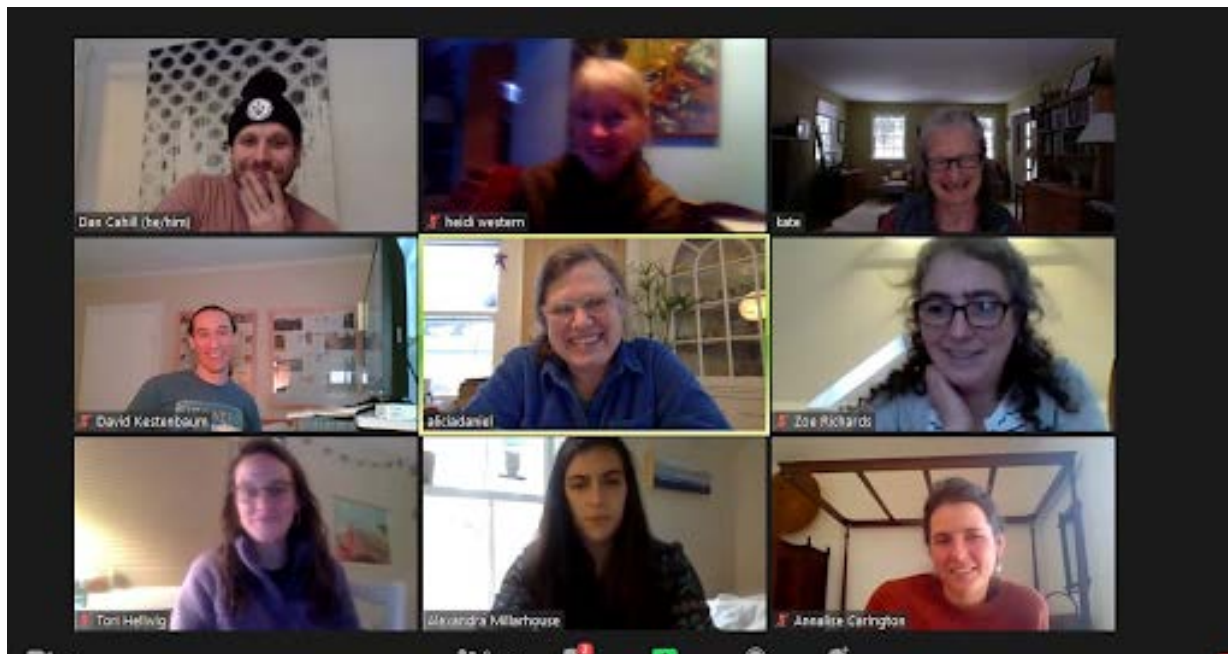 Dan Cahill (he/him)
heidi western
kate
David Kestenbaum
aliciadaniel
Zoe Richards
Tori Hellwig
Alexandra Millarhouse
Annalise Carington